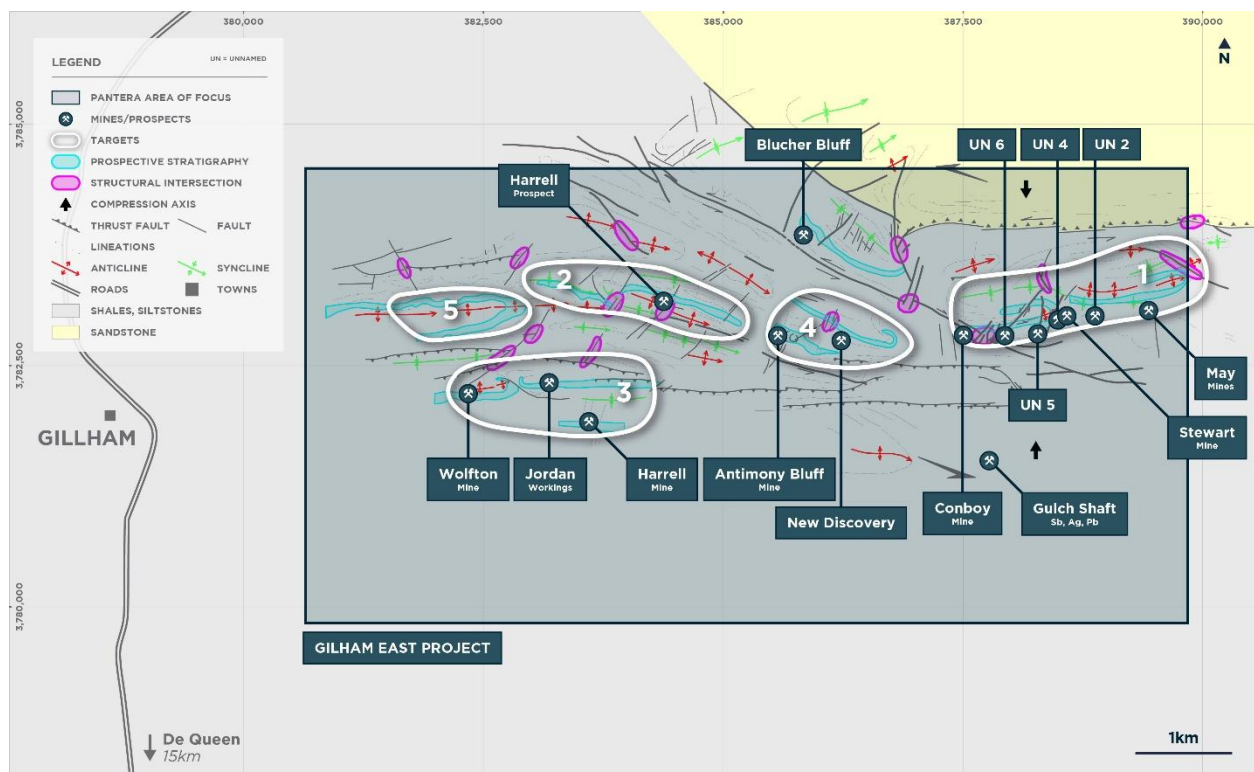 380,000
382,500
385,000
387,500
390,000
N
LEGEND
UN = UNNAMED
PANTERA AREA OF FOCUS
MINES/PROSPECTS
TARGETS
PROSPECTIVE STRATIGRAPHY
STRUCTURAL INTERSECTION
COMPRESSION AXIS
THRUST FAULT
FAULT
LINEATIONS
ANTICLINE
SYNCLINE
ROADS
TOWNS
SHALES, SILTSTONES
SANDSTONE
3,785,000
3,782,500
3,780,000
Blucher Bluff
UN 6
UN 4
UN 2
Harrell
Prospect
1
2
5
4
3
May
Mines
UN 5
Stewart
Mine
GILLHAM
Wolfton
Mine
Jordan
Workings
Harrell
Mine
Antimony Bluff
Mine
New Discovery
Conboy
Mine
Gulch Shaft
Sb, Ag, Pb
GILHAM EAST PROJECT
De Queen
15km
1km